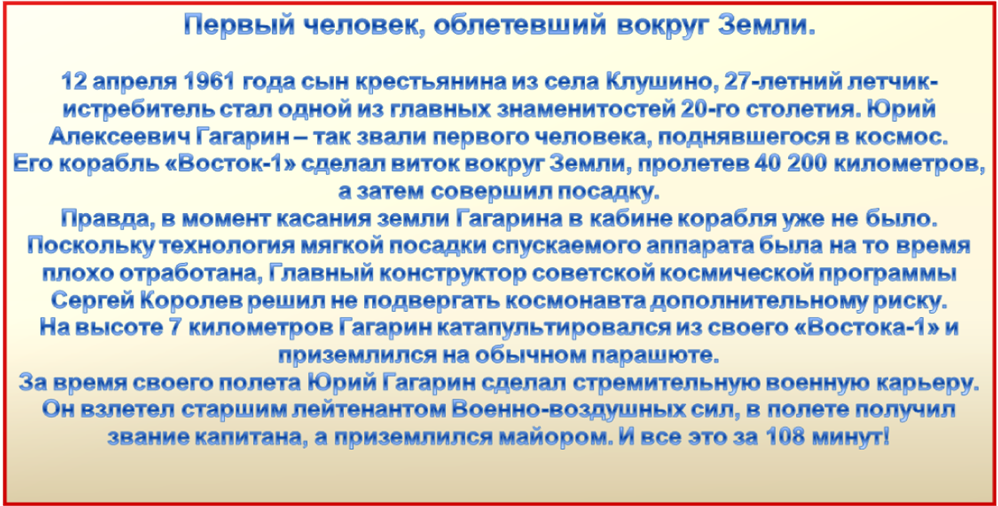 Первый человек, облетевший вокруг Земли.
12 апреля 1961 года сын крестьянина из села Клушино, 27-летний летчик-
истребитель стал одной из главных знаменитостей 20-го столетия. Юрий
Алексеевич Гагарин – так звали первого человека, поднявшегося в космос.
Его корабль «Восток-1» сделал виток вокруг Земли, пролетев 40 200 километров,
а затем совершил посадку.
Правда, в момент касания земли Гагарина в кабине корабля уже не было.
Поскольку технология мягкой посадки спускаемого аппарата была на то время
плохо отработана, Главный конструктор советской космической программы
Сергей Королев решил не подвергать космонавта дополнительному риску.
На высоте 7 километров Гагарин катапультировался из своего «Востока-1» и
приземлился на обычном парашюте.
За время своего полета Юрий Гагарин сделал стремительную военную карьеру.
Он взлетел старшим лейтенантом Военно-воздушных сил, в полете получил
звание капитана, а приземлился майором. И все это за 108 минут!